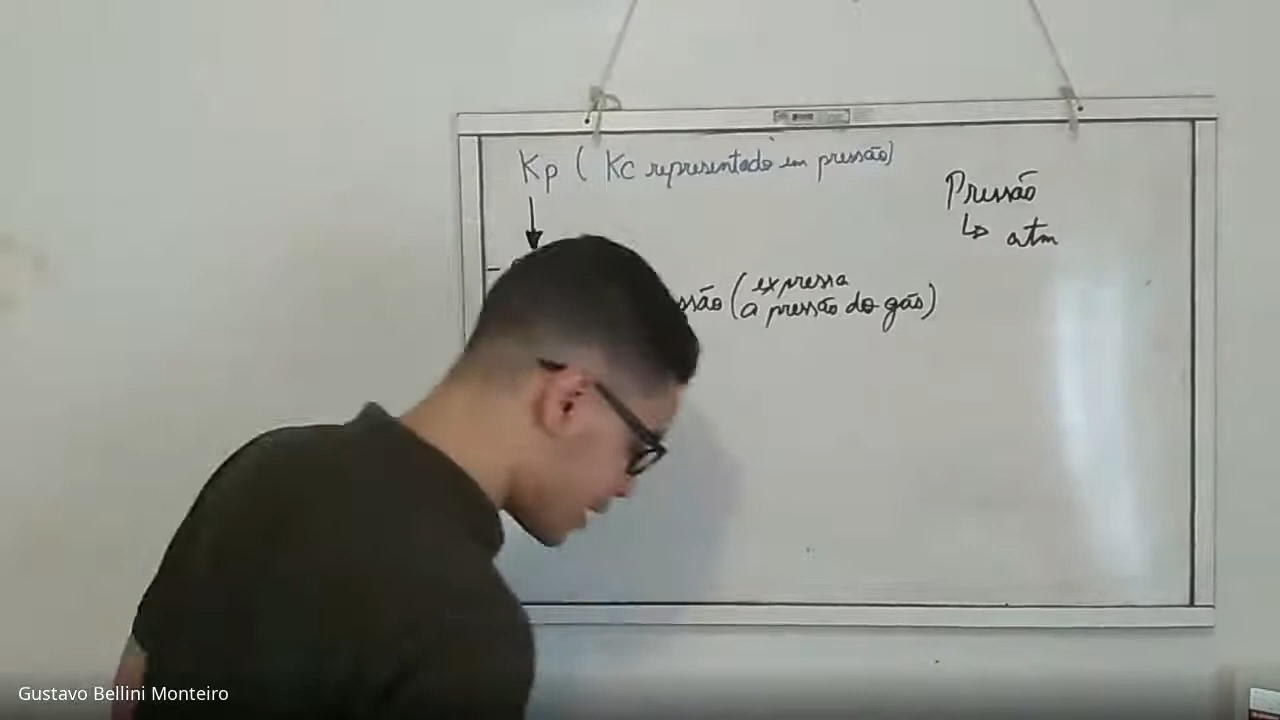 Kp ( Kc representado em pressão)
Pressão
↳ atm
ssão (expressa
a pressão do gás)
Gustavo Bellini Monteiro